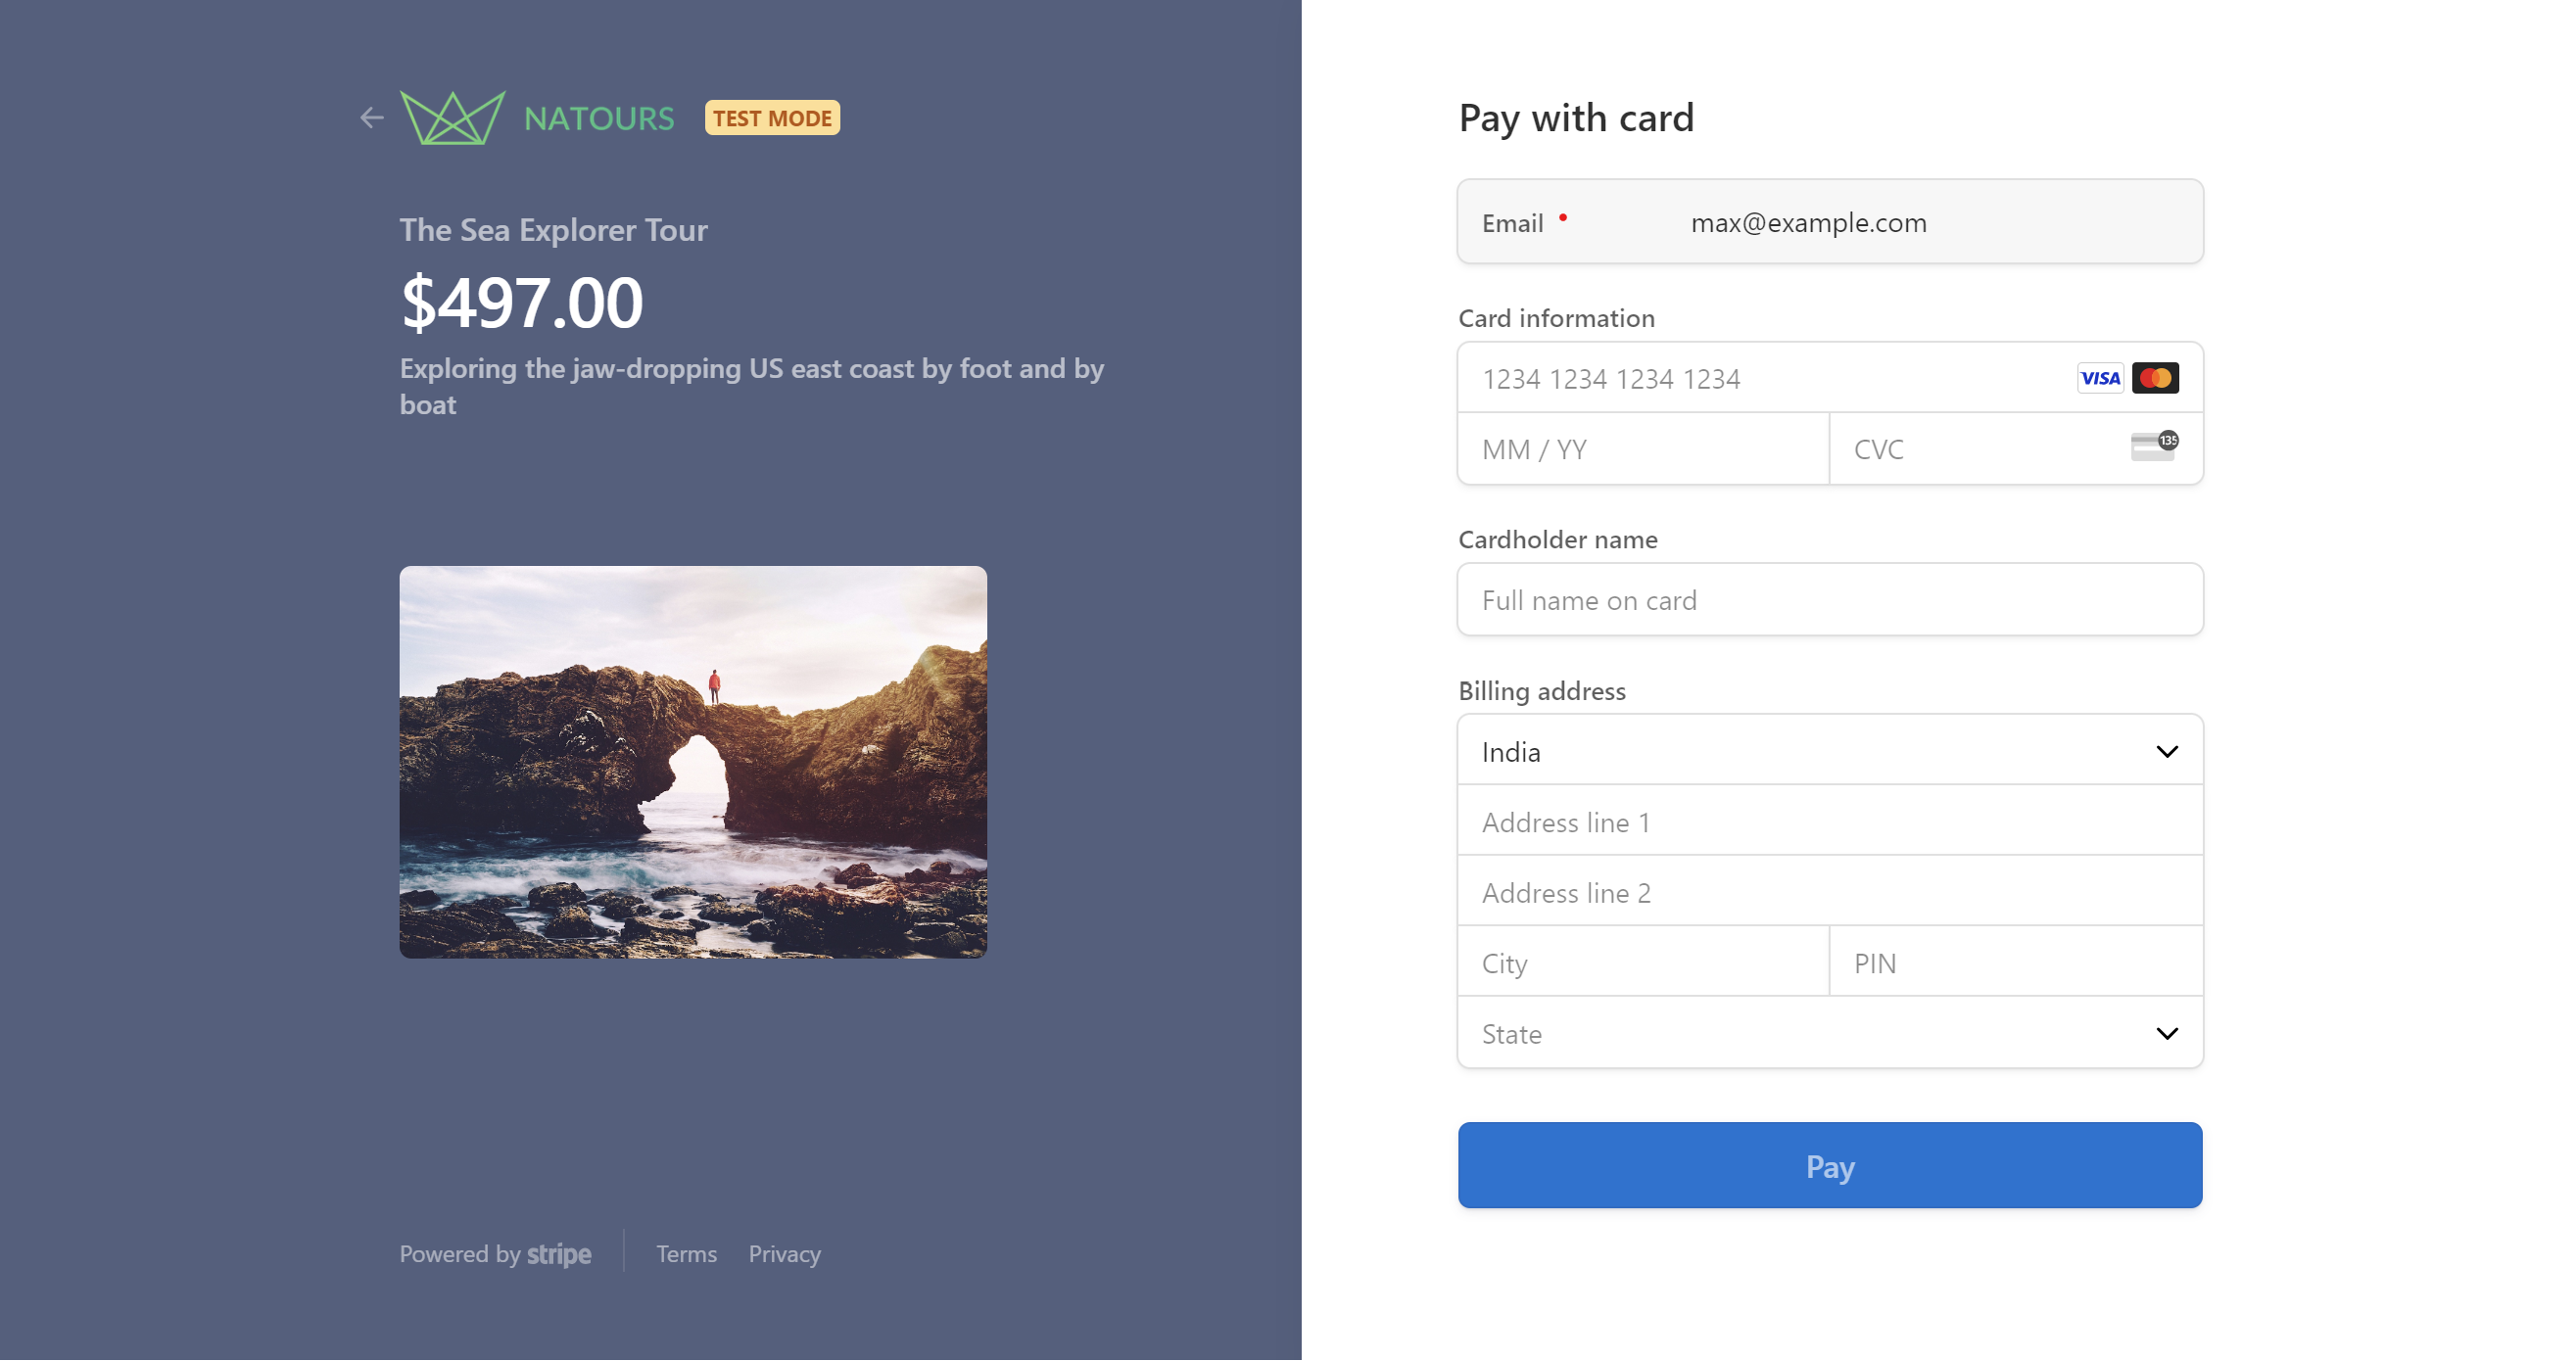 NATOURS TEST MODE
The Sea Explorer Tour
$497.00
Exploring the jaw-dropping US east coast by foot and by
boat
Powered by stripe Terms Privacy
Pay with card
Email max@example.com
Card information
1234 1234 1234 1234 VISA
MM / YY CVC 135
Cardholder name
Full name on card
Billing address
India
Address line 1
Address line 2
City PIN
State
Pay